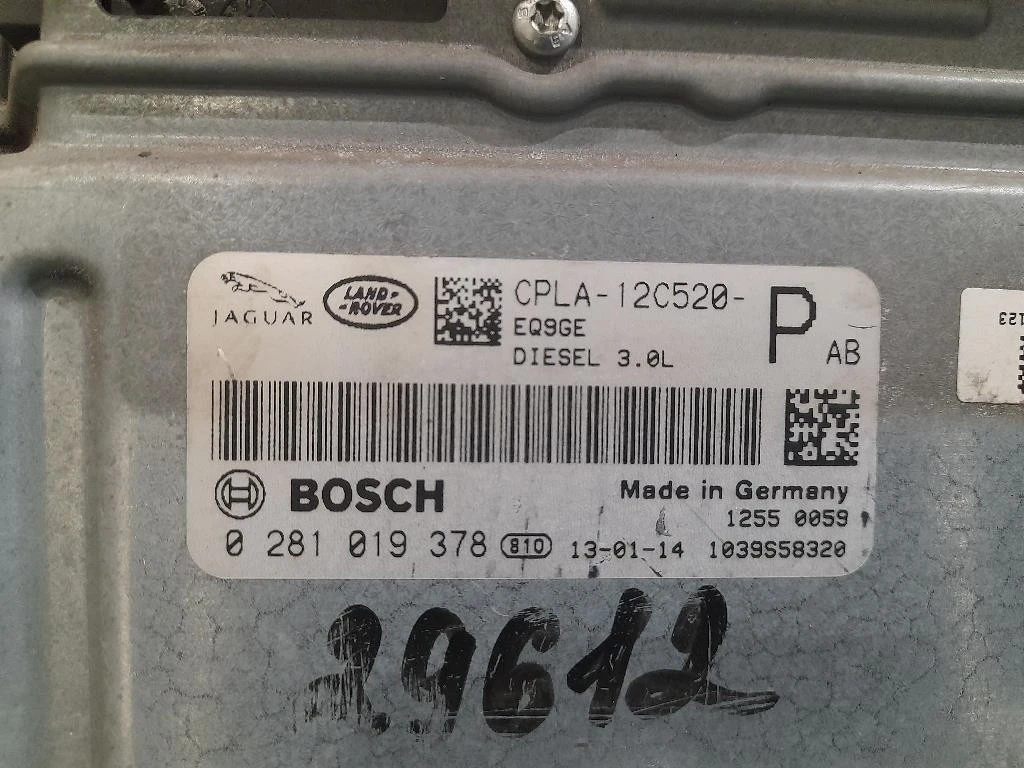 JAGUAR
LAND-
-ROVER
CPLA-12C520-
P
EQ9GE
DIESEL 3.0L
AB
BOSCH
Made in Germany
1255 0059
0 281 019 378 810 13-01-14 1039S58320
29612
123